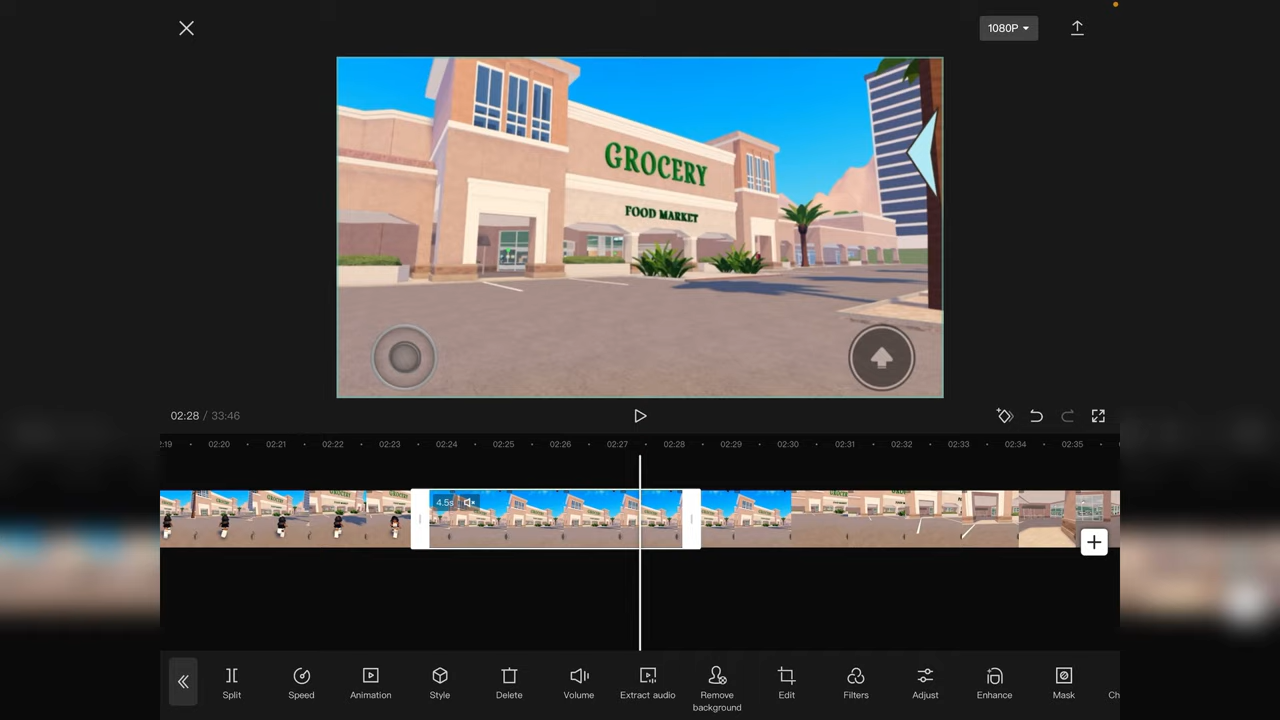 1080P
GROCERY
FOOD MARKET
02:28 / 33:46
2:19 02:20 02:21 02:22 02:23 02:24 02:25 02:26 02:27 02:28 02:29 02:30 02:31 02:32 02:33 02:34 02:35
4.5s
Split Speed Animation Style Delete Volume Extract audio Remove background Edit Filters Adjust Enhance Mask Ch